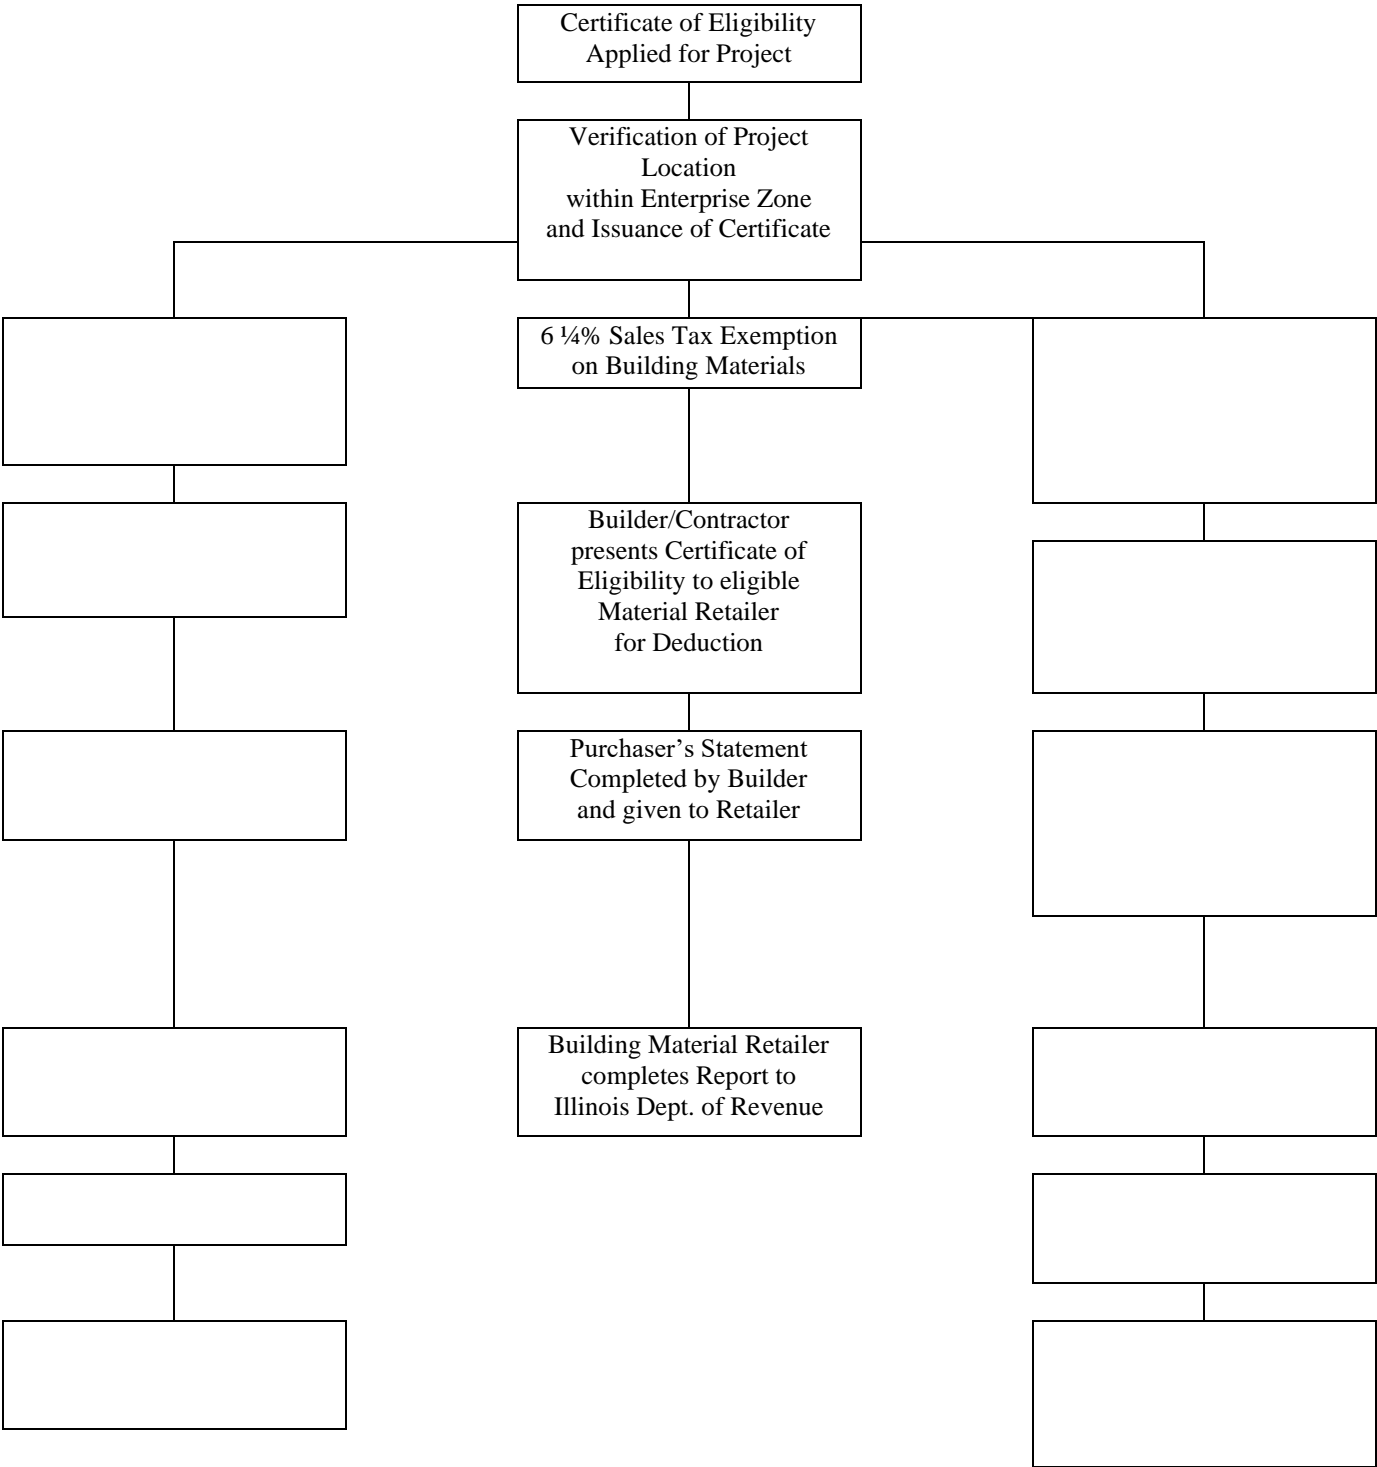 Certificate of Eligibility
Applied for Project
Verification of Project
Location
within Enterprise Zone
and Issuance of Certificate
6 ¼% Sales Tax Exemption
on Building Materials
Builder/Contractor
presents Certificate of
Eligibility to eligible
Material Retailer
for Deduction
Purchaser’s Statement
Completed by Builder
and given to Retailer
Building Material Retailer
completes Report to
Illinois Dept. of Revenue